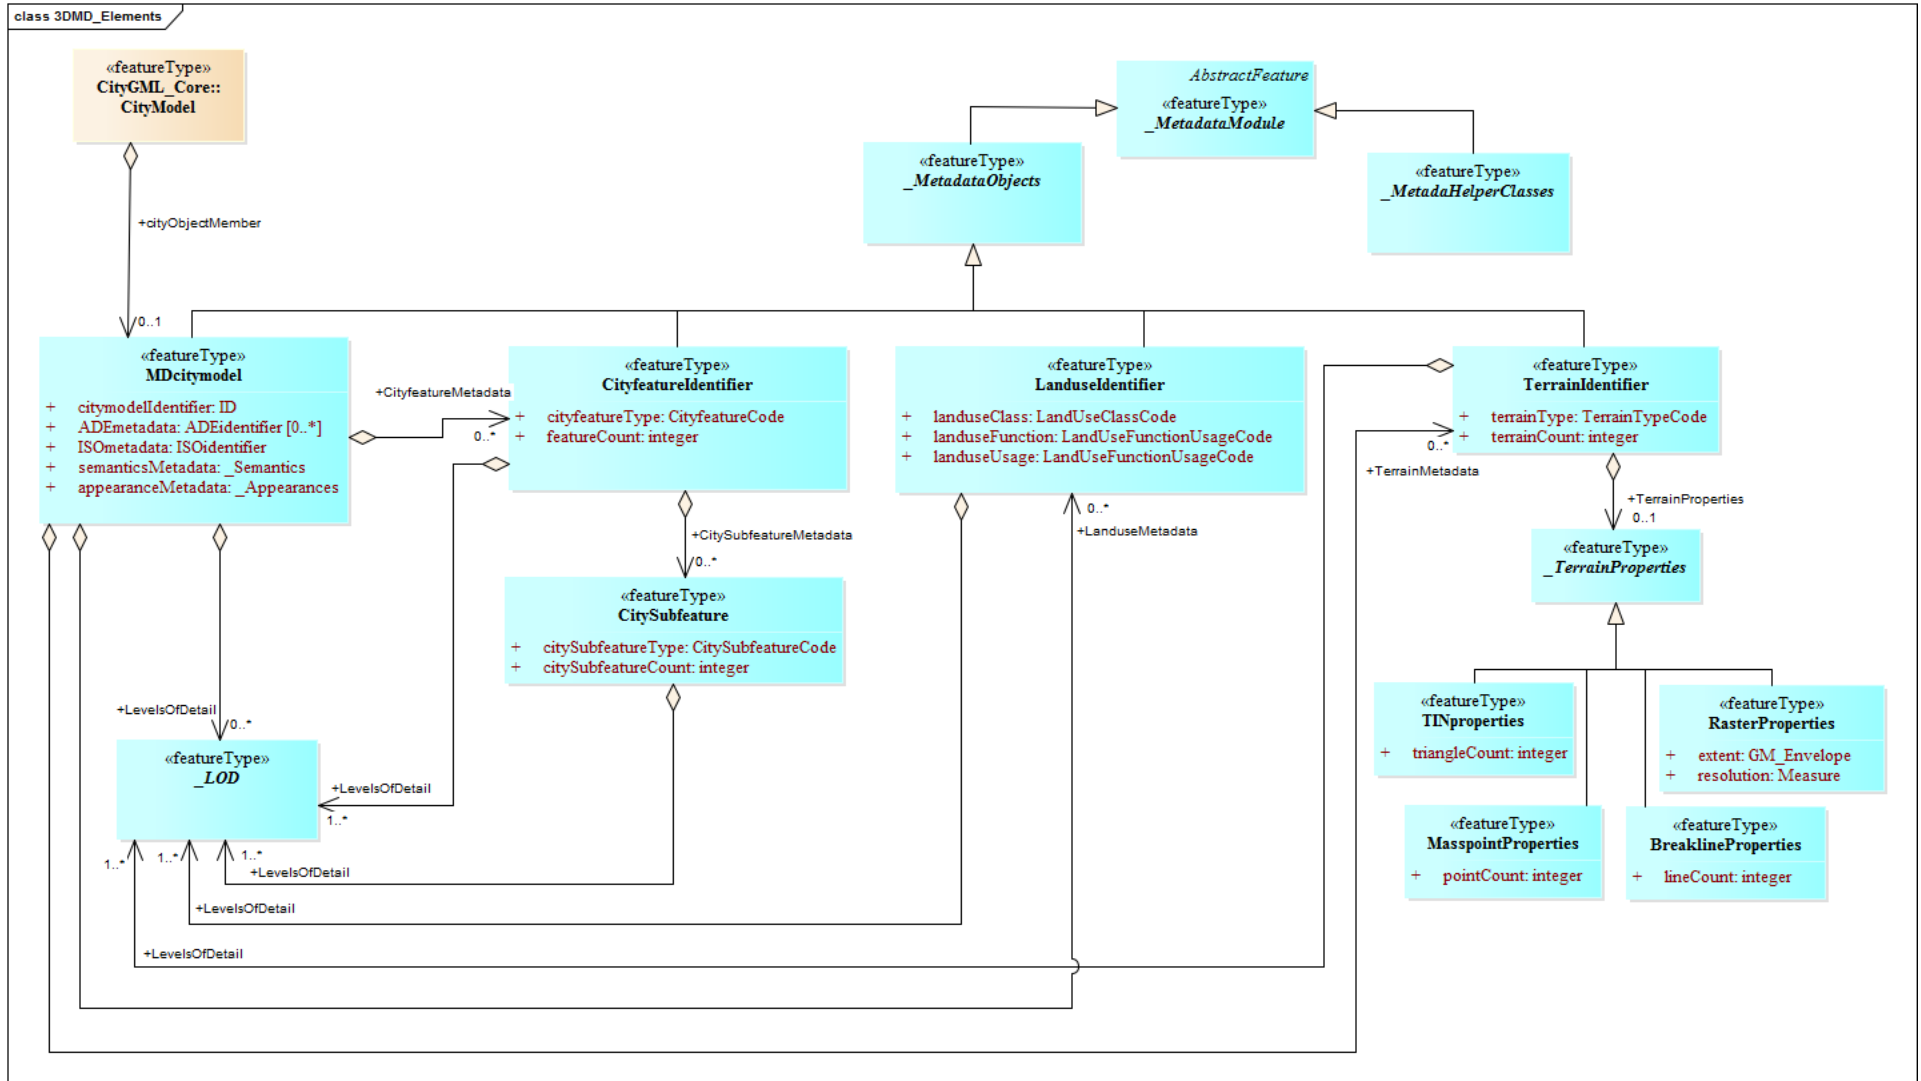 class 3DMD_Elements
«featureType»
CityGML_Core::
CityModel
+cityObjectMember
0..1
AbstractFeature
«featureType»
_MetadataModule
«featureType»
_MetadataObjects
«featureType»
_MetadaHelperClasses
«featureType»
MDcitymodel
+ citymodelIdentifier: ID
+ ADEmetadata: ADEidentifier [0..*]
+ ISOmetadata: ISOidentifier
+ semanticsMetadata: _Semantics
+ appearanceMetadata: _Appearances
+CityfeatureMetadata
0..*
«featureType»
CityfeatureIdentifier
+ cityfeatureType: CityfeatureCode
+ featureCount: integer
«featureType»
LanduseIdentifier
+ landuseClass: LandUseClassCode
+ landuseFunction: LandUseFunctionUsageCode
+ landuseUsage: LandUseFunctionUsageCode
«featureType»
TerrainIdentifier
+ terrainType: TerrainTypeCode
+ terrainCount: integer
0..*
+TerrainMetadata
+TerrainProperties
0..1
0..*
+LanduseMetadata
+CitySubfeatureMetadata
0..*
«featureType»
_TerrainProperties
«featureType»
CitySubfeature
+ citySubfeatureType: CitySubfeatureCode
+ citySubfeatureCount: integer
«featureType»
TINproperties
+ triangleCount: integer
«featureType»
RasterProperties
+ extent: GM_Envelope
+ resolution: Measure
«featureType»
MasspointProperties
+ pointCount: integer
«featureType»
BreaklineProperties
+ lineCount: integer
+LevelsOfDetail
0..*
«featureType»
_LOD
+LevelsOfDetail
1..*
1..*
1..*
1..*
+LevelsOfDetail
+LevelsOfDetail
+LevelsOfDetail